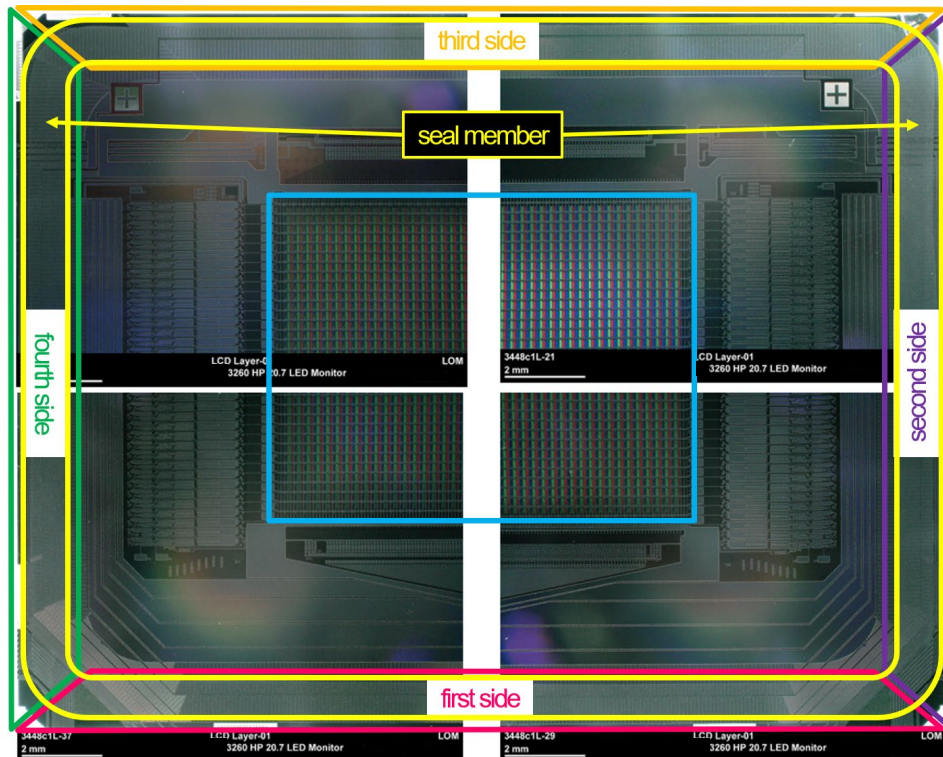 third side
seal member
fourth side
second side
LCD Layer-0
LOM
3260 HP 20.7 LED Monitor
3448c1L-21
2 mm
LCD Layer-01
3260 HP 20.7 LED Monitor
first side
3448c1L-37
2 mm
LCD Layer-01
3260 HP 20.7 LED Monitor
LOM
3448c1L-29
2 mm
LCD Layer-01
3260 HP 20.7 LED Monitor
LOM